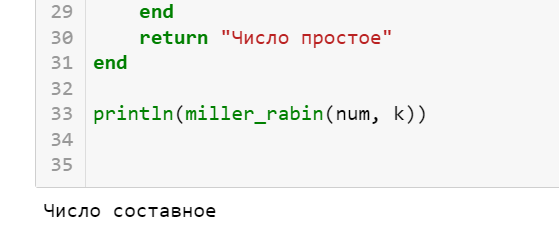 29 end
30 return "Число простое"
31 end
32
33 println(miller_rabin(num, k))
34
35
Число составное